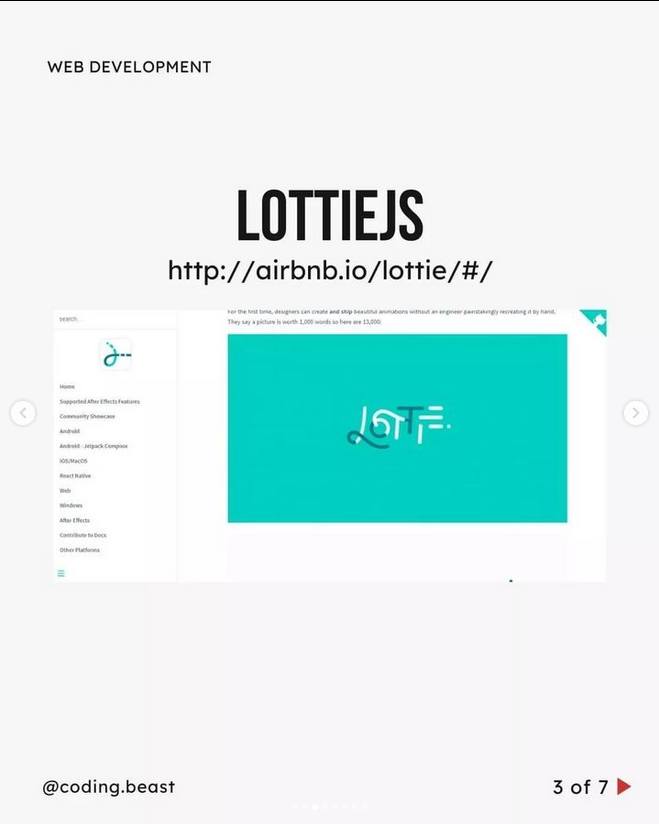 WEB DEVELOPMENT
LOTTIEJS
http://airbnb.io/lottie/#/
search...
Home
Supported After Effects Features
Community Showcase
Android
Android - Jetpack Compose
iOS/MacOS
React Native
Web
Windows
After Effects
Contribute to Docs
Other Platforms
For the first time, designers can create and ship beautiful animations without an engineer painstakingly recreating it by hand.
They say a picture is worth 1,000 words so here are 13,000:
LOTTIE
@coding.beast
3 of 7